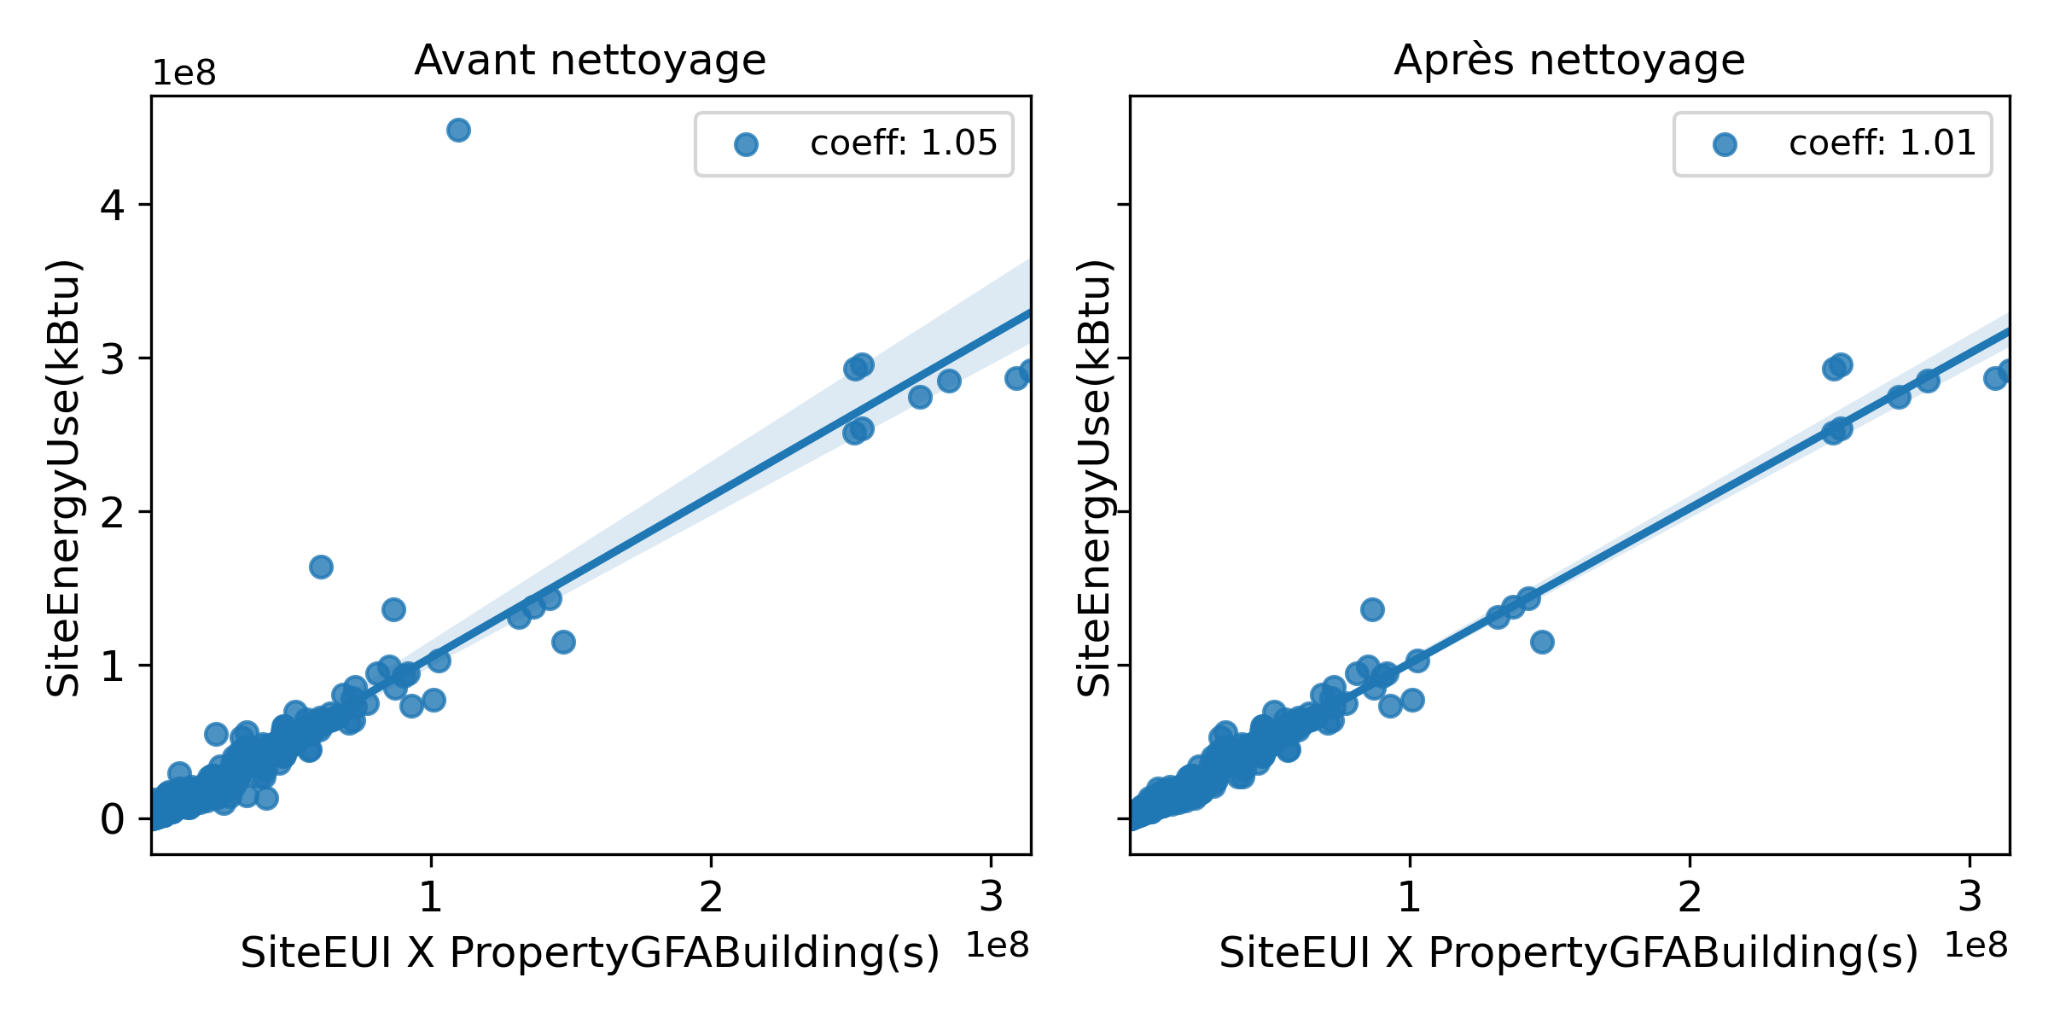 Avant nettoyage
1e8
coeff: 1.05
4
3
2
1
0
SiteEnergyUse(kBtu)
1
2
3
SiteEUI X PropertyGFABuilding(s)
1e8
Après nettoyage
coeff: 1.01
SiteEnergyUse(kBtu)
1
2
3
SiteEUI X PropertyGFABuilding(s)
1e8